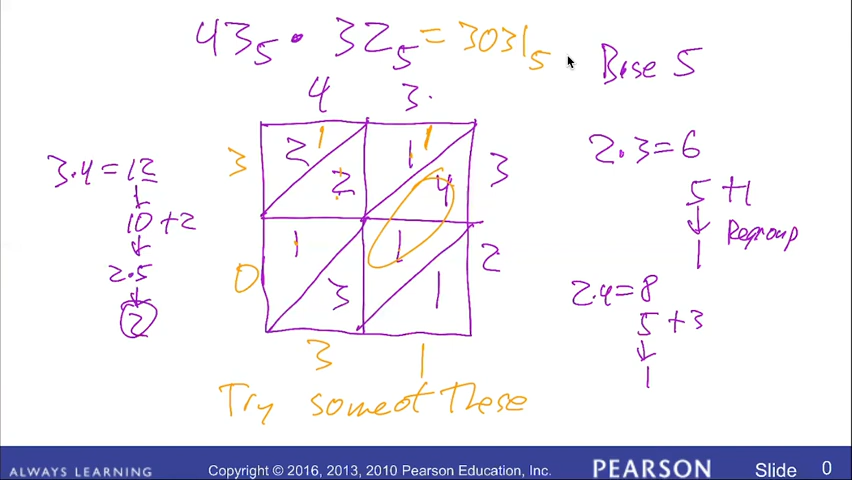 43₅ · 32₅ = 3031₅
Base 5
4 3
3 2 1 1 1 3
2 4
0 1 1 2
3 1
3 1
3·4=12
10+2
2·5
2
2·3=6
5+1
Regroup
1
2·4=8
5+3
1
Try some of These
ALWAYS LEARNING
Copyright © 2016, 2013, 2010 Pearson Education, Inc.
PEARSON
Slide 0